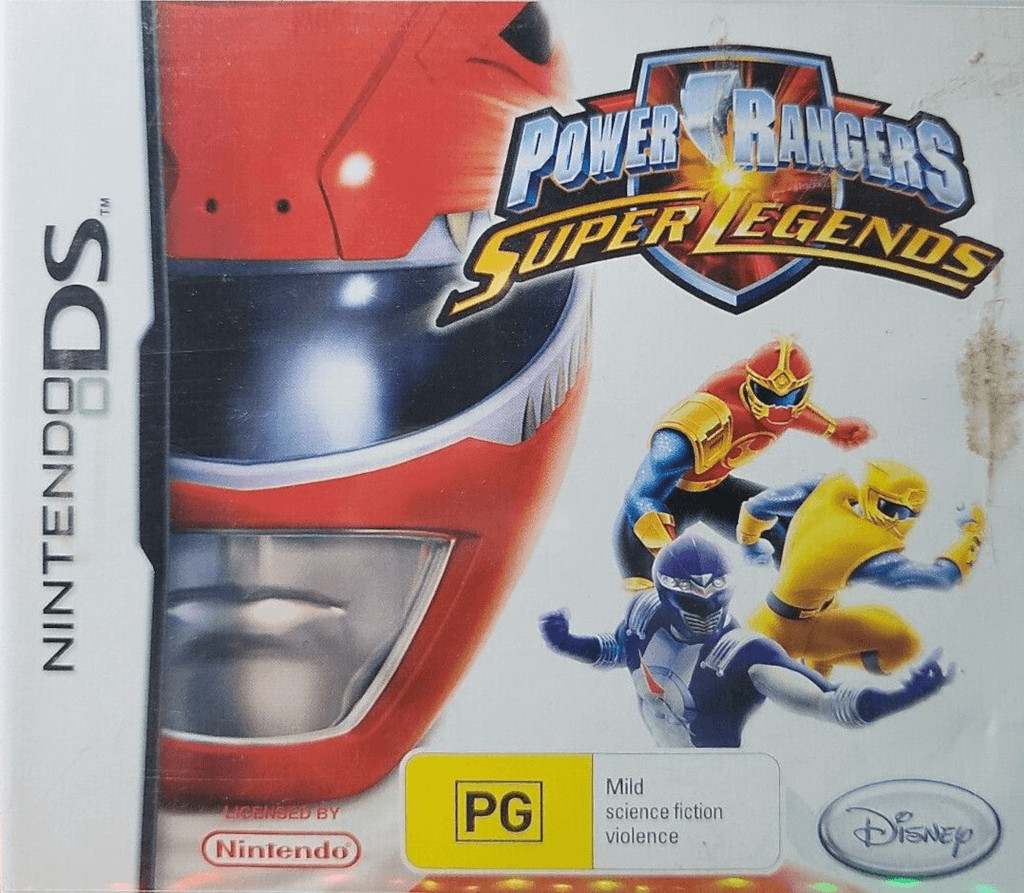 NINTENDO DS™
POWER RANGERS
SUPER LEGENDS
LICENSED BY
Nintendo
PG
Mild
science fiction
violence
Disney